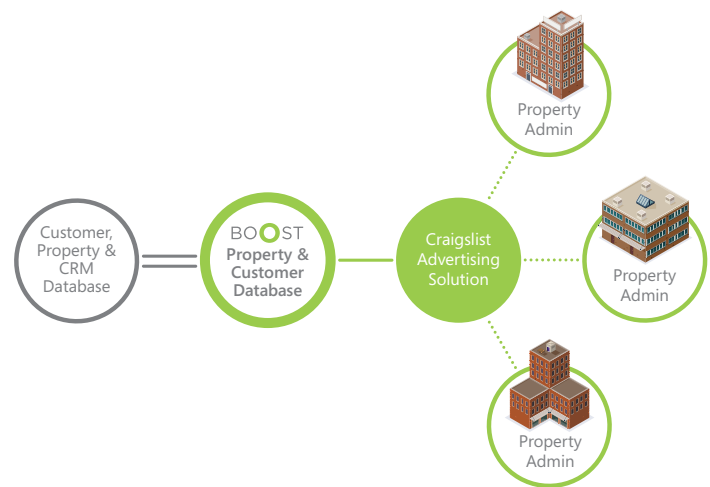 Customer,
Property &
CRM
Database
BOOST
Property &
Customer
Database
Craigslist
Advertising
Solution
Property
Admin
Property
Admin
Property
Admin